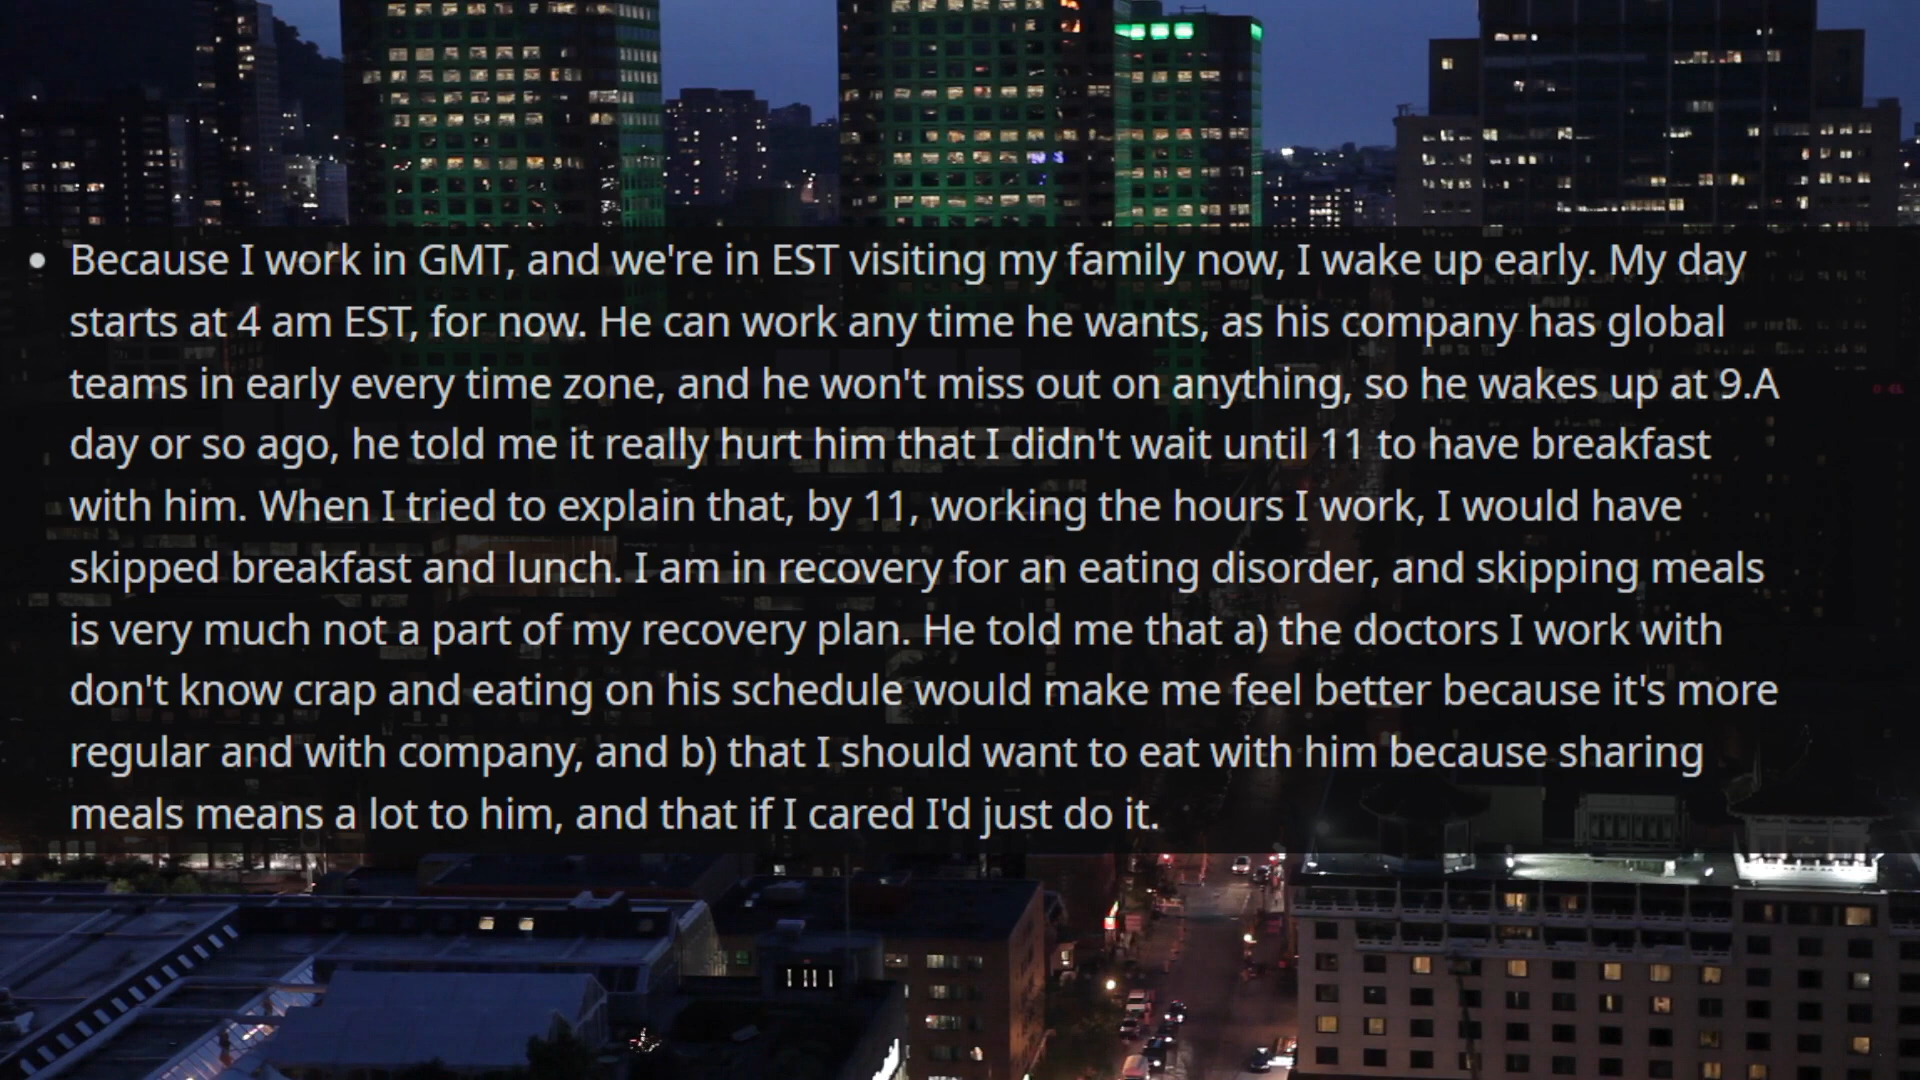 Because I work in GMT, and we're in EST visiting my family now, I wake up early. My day
starts at 4 am EST, for now. He can work any time he wants, as his company has global
teams in early every time zone, and he won't miss out on anything, so he wakes up at 9.A
day or so ago, he told me it really hurt him that I didn't wait until 11 to have breakfast
with him. When I tried to explain that, by 11, working the hours I work, I would have
skipped breakfast and lunch. I am in recovery for an eating disorder, and skipping meals
is very much not a part of my recovery plan. He told me that a) the doctors I work with
don't know crap and eating on his schedule would make me feel better because it's more
regular and with company, and b) that I should want to eat with him because sharing
meals means a lot to him, and that if I cared I'd just do it.